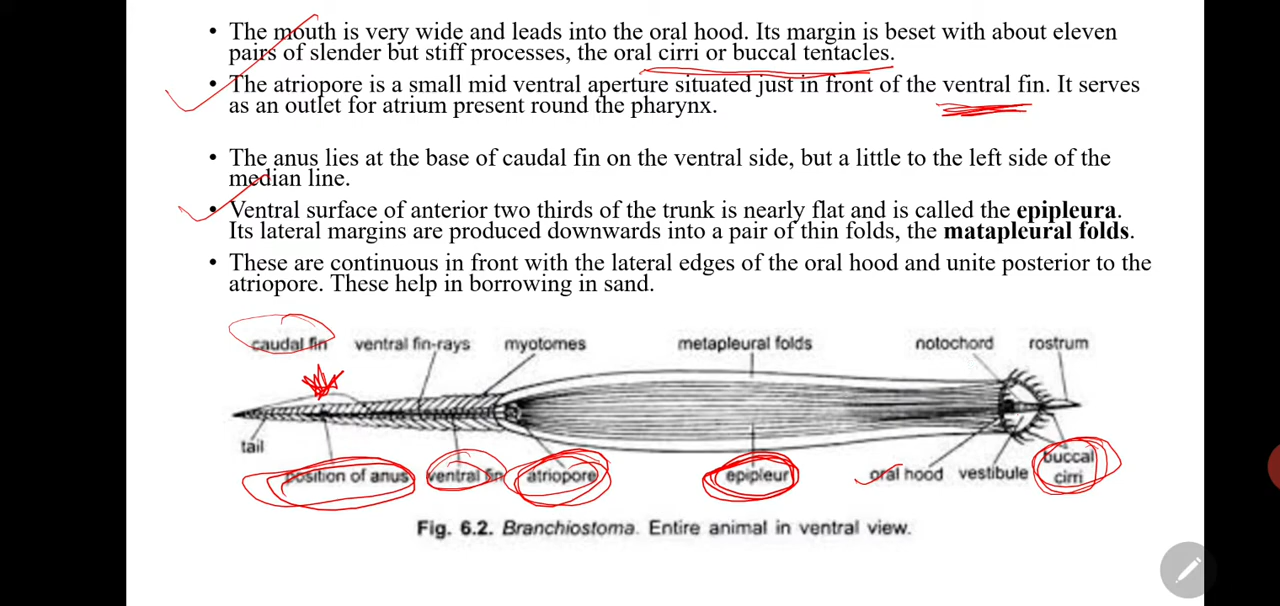 • The mouth is very wide and leads into the oral hood. Its margin is beset with about eleven
pairs of slender but stiff processes, the oral cirri or buccal tentacles.
• The atriopore is a small mid ventral aperture situated just in front of the ventral fin. It serves
as an outlet for atrium present round the pharynx.
• The anus lies at the base of caudal fin on the ventral side, but a little to the left side of the
median line.
• Ventral surface of anterior two thirds of the trunk is nearly flat and is called the epipleura.
Its lateral margins are produced downwards into a pair of thin folds, the matapleural folds.
• These are continuous in front with the lateral edges of the oral hood and unite posterior to the
atriopore. These help in borrowing in sand.
caudal fin ventral fin-rays myotomes metapleural folds notochord rostrum
tail
position of anus ventral fin atriopore epipleur oral hood vestibule buccal
cirri
Fig. 6.2. Branchiostoma. Entire animal in ventral view.